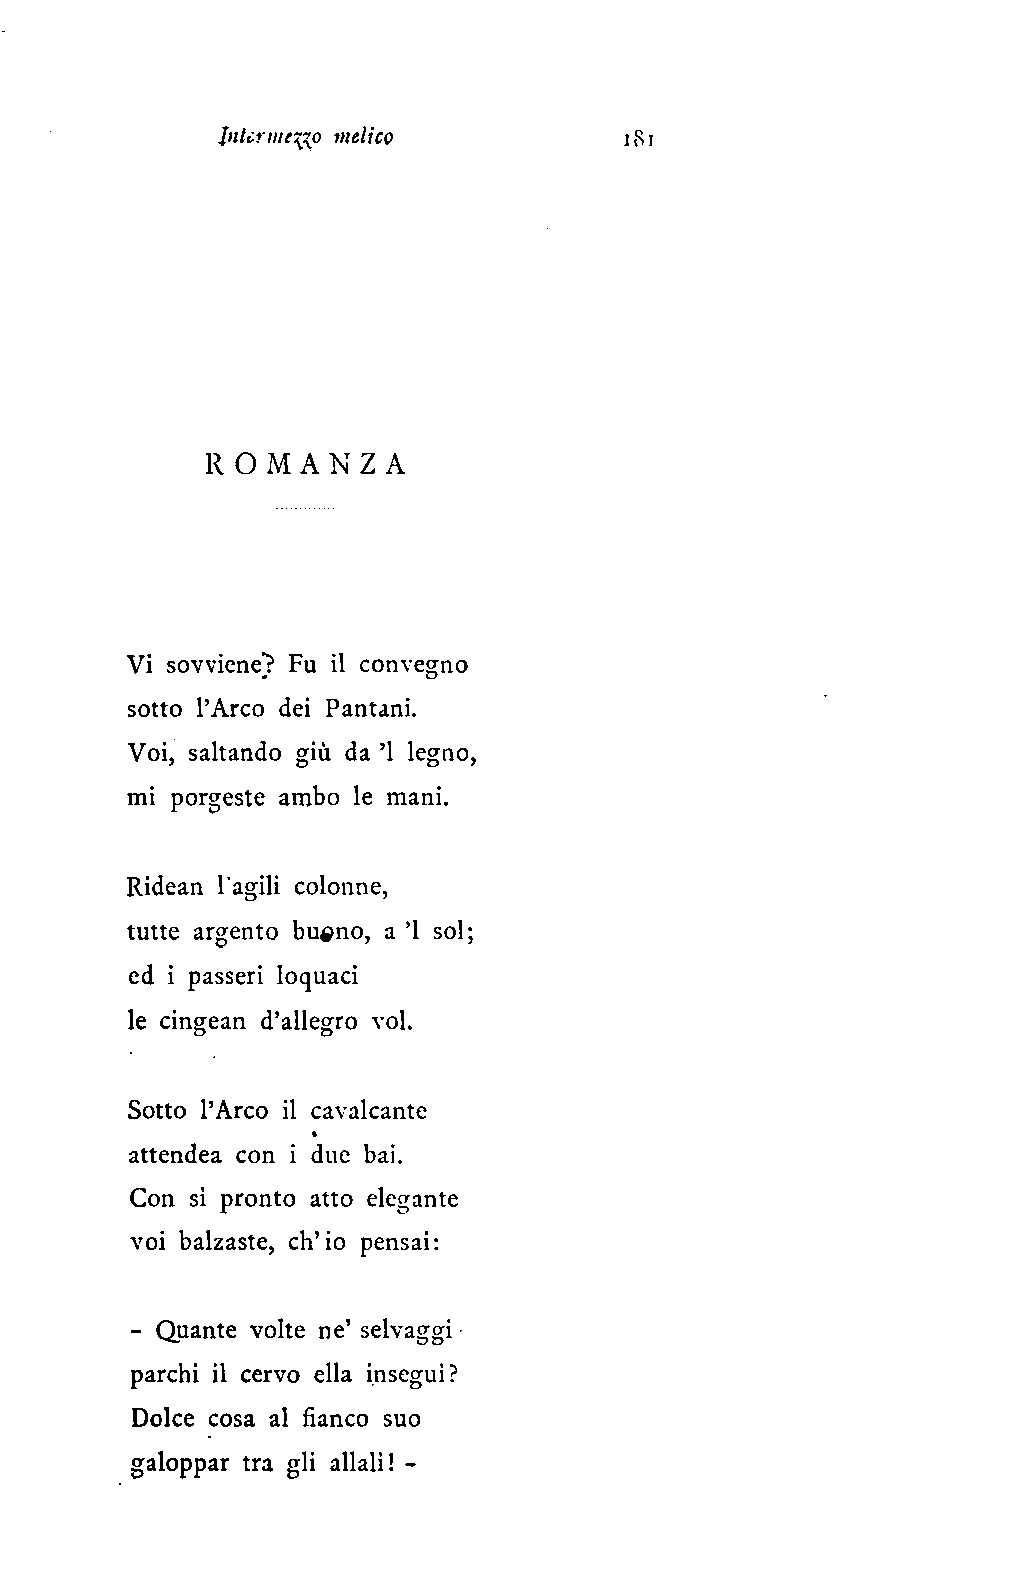 Intermezzo melico 181
ROMANZA
Vi sovviene? Fu il convegno
sotto l'Arco dei Pantani.
Voi, saltando giù da 'l legno,
mi porgeste ambo le mani.
Ridean l'agili colonne,
tutte argento buono, a 'l sol;
ed i passeri loquaci
le cingean d'allegro vol.
Sotto l'Arco il cavalcante
attendea con i due bai.
Con sì pronto atto elegante
voi balzaste, ch'io pensai:
- Quante volte ne' selvaggi
parchi il cervo ella inseguì?
Dolce cosa al fianco suo
galoppar tra gli allalì! -